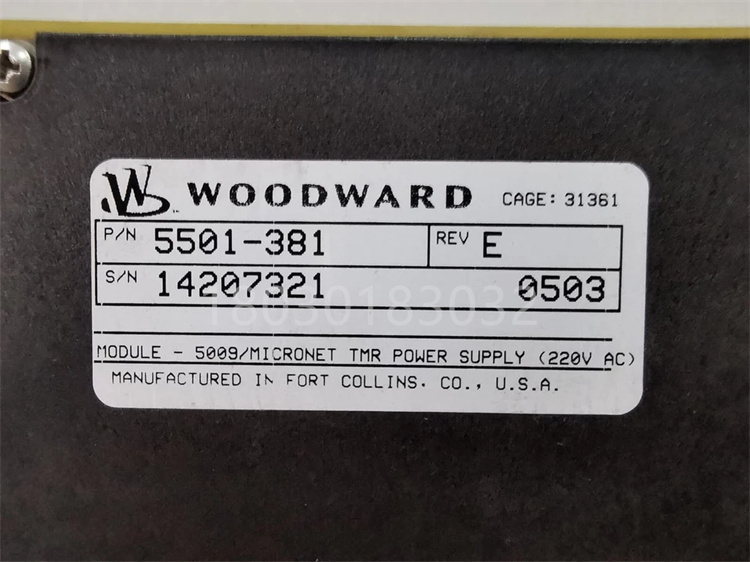 W WOODWARD CAGE: 31361
P/N 5501-381 REV E
S/N 14207321 0503
18030183032
MODULE - 5009/MICRONET TMR POWER SUPPLY (220V AC)
MANUFACTURED IN FORT COLLINS. CO., U.S.A.